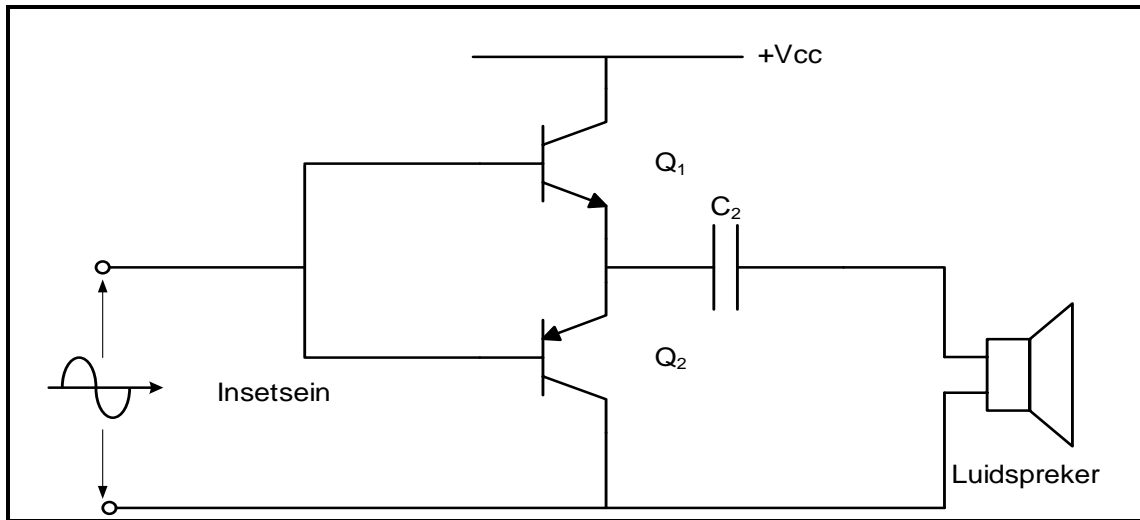 +Vcc
Q₁
C₂
Q₂
Insetsein
Luidspreker